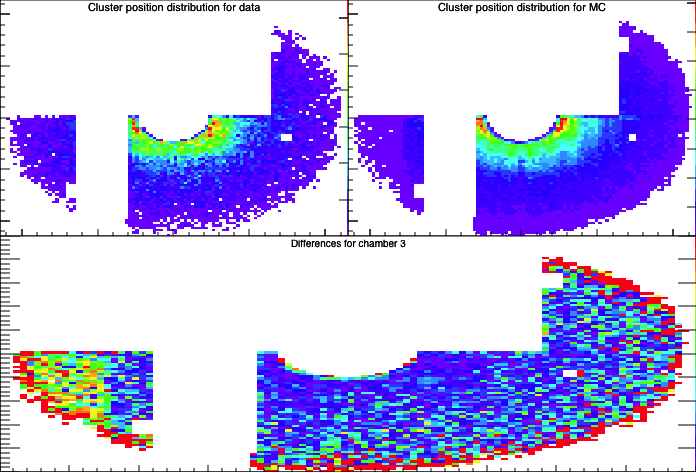 Cluster position distribution for data
Cluster position distribution for MC
Differences for chamber 3